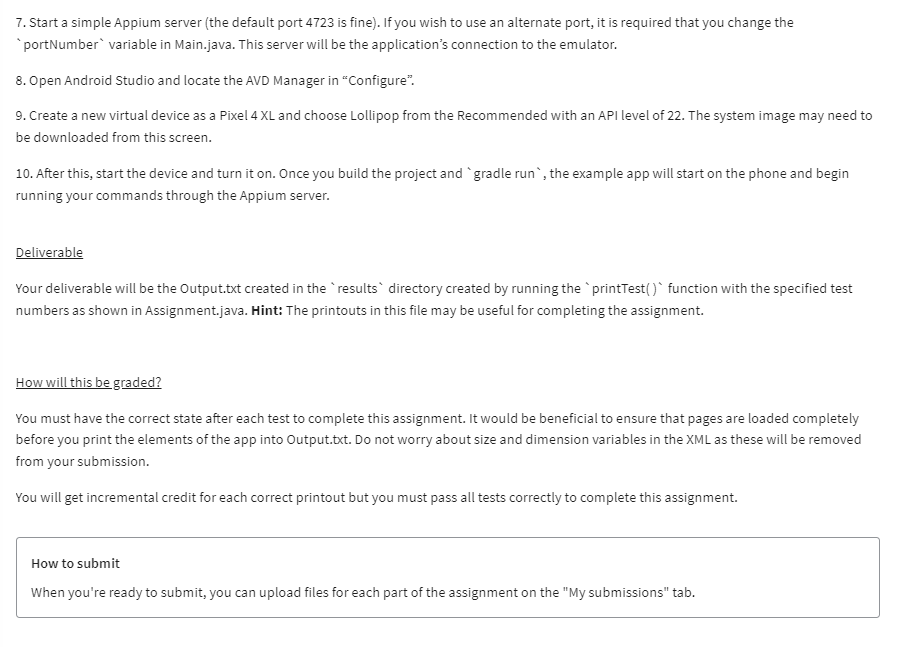 7. Start a simple Appium server (the default port 4723 is fine). If you wish to use an alternate port, it is required that you change the
`portNumber` variable in Main.java. This server will be the application’s connection to the emulator.
8. Open Android Studio and locate the AVD Manager in “Configure”.
9. Create a new virtual device as a Pixel 4 XL and choose Lollipop from the Recommended with an API level of 22. The system image may need to
be downloaded from this screen.
10. After this, start the device and turn it on. Once you build the project and `gradle run`, the example app will start on the phone and begin
running your commands through the Appium server.
Deliverable
Your deliverable will be the Output.txt created in the `results` directory created by running the `printTest()` function with the specified test
numbers as shown in Assignment.java. Hint: The printouts in this file may be useful for completing the assignment.
How will this be graded?
You must have the correct state after each test to complete this assignment. It would be beneficial to ensure that pages are loaded completely
before you print the elements of the app into Output.txt. Do not worry about size and dimension variables in the XML as these will be removed
from your submission.
You will get incremental credit for each correct printout but you must pass all tests correctly to complete this assignment.
How to submit
When you're ready to submit, you can upload files for each part of the assignment on the "My submissions" tab.